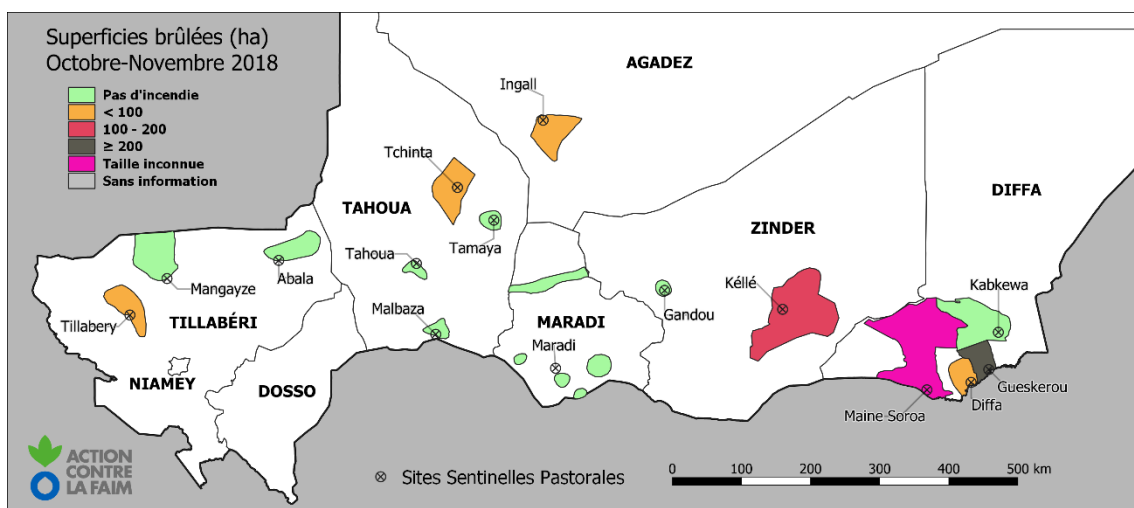 Superficies brûlées (ha)
Octobre-Novembre 2018
Pas d'incendie
< 100
100 - 200
≥ 200
Taille inconnue
Sans information
AGADEZ
Ingall
Tchinta
DIFFA
TAHOUA
ZINDER
Tamaya
Tahoua
Abala
Mangayze
Kéllé
Kabkewa
Gandou
Tillabery
TILLABÉRI
Malbaza
MARADI
Maradi
NIAMEY
DOSSO
Gueskerou
Diffa
Maine-Soroa
ACTION
CONTRE
LA FAIM
Sites Sentinelles Pastorales
0 100 200 300 400 500 km